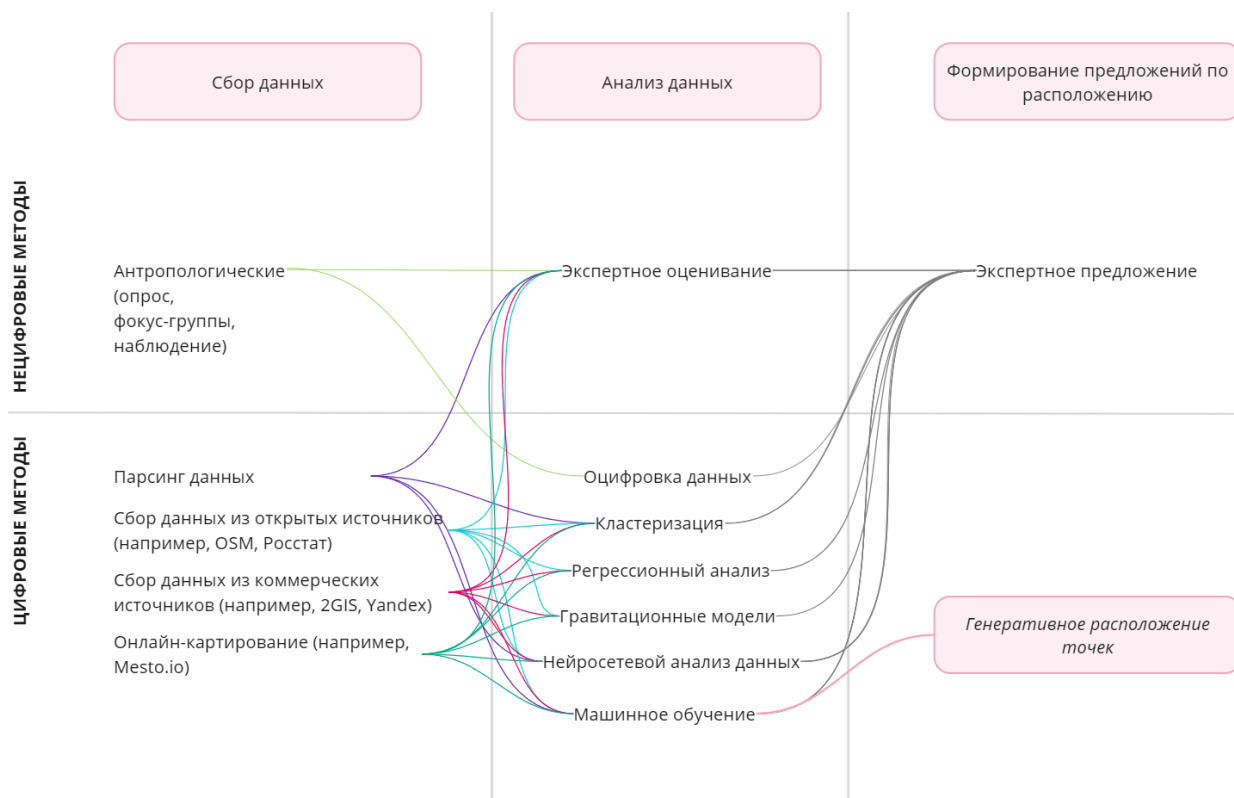 Сбор данных
Анализ данных
Формирование предложений по
расположению
НЕЦИФРОВЫЕ МЕТОДЫ
Антропологические
(опрос,
фокус-группы,
наблюдение)
Экспертное оценивание
Экспертное предложение
ЦИФРОВЫЕ МЕТОДЫ
Парсинг данных
Сбор данных из открытых источников
(например, OSM, Росстат)
Сбор данных из коммерческих
источников (например, 2GIS, Yandex)
Онлайн-картирование (например,
Mesto.io)
Оцифровка данных
Кластеризация
Регрессионный анализ
Гравитационные модели
Нейросетевой анализ данных
Машинное обучение
Генеративное расположение
точек